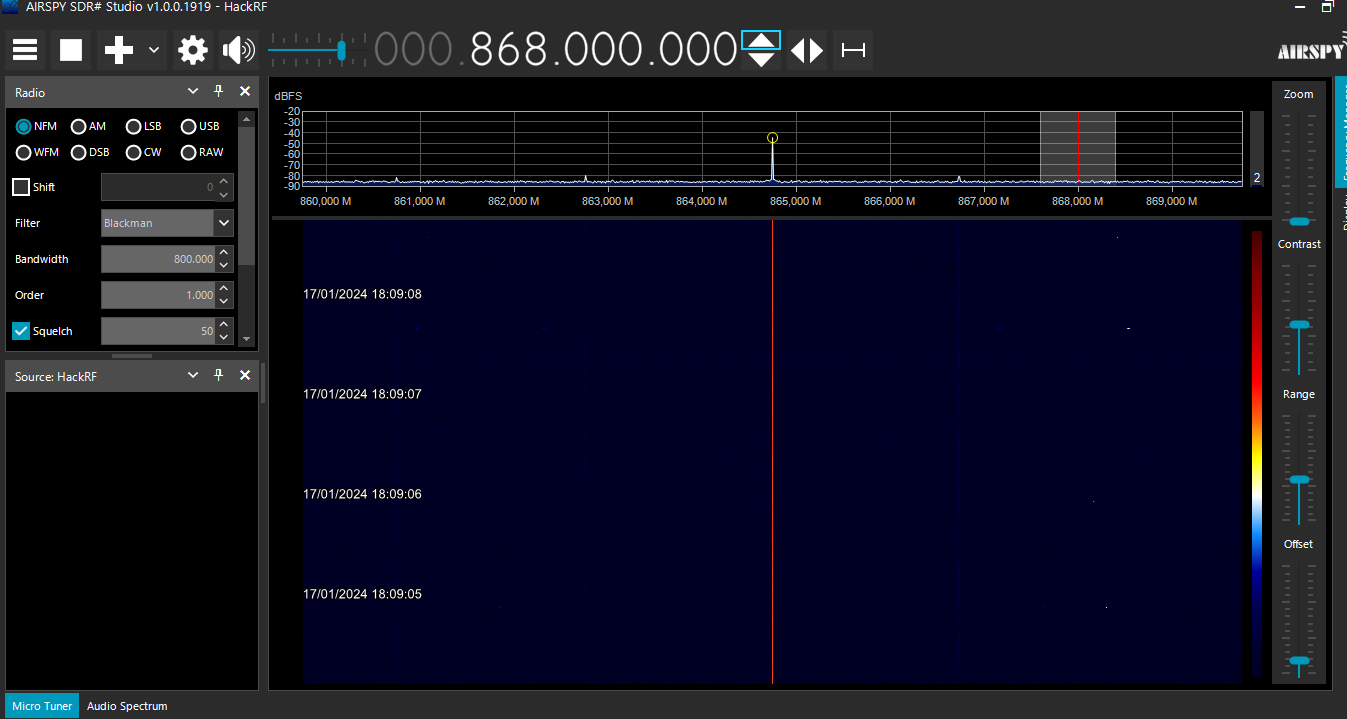 AIRSPY SDR# Studio v1.0.0.1919 - HackRF
000.868.000.000
AIRSPY
Radio
NFM AM LSB USB
WFM DSB CW RAW
Shift 0
Filter Blackman
Bandwidth 800.000
Order 1.000
Squelch 50
Source: HackRF
dBFS
-20
-30
-40
-50
-60
-70
-80
-90
2
860,000 M 861,000 M 862,000 M 863,000 M 864,000 M 865,000 M 866,000 M 867,000 M 868,000 M 869,000 M
17/01/2024 18:09:08
17/01/2024 18:09:07
17/01/2024 18:09:06
17/01/2024 18:09:05
Zoom
Contrast
Range
Offset
Micro Tuner Audio Spectrum